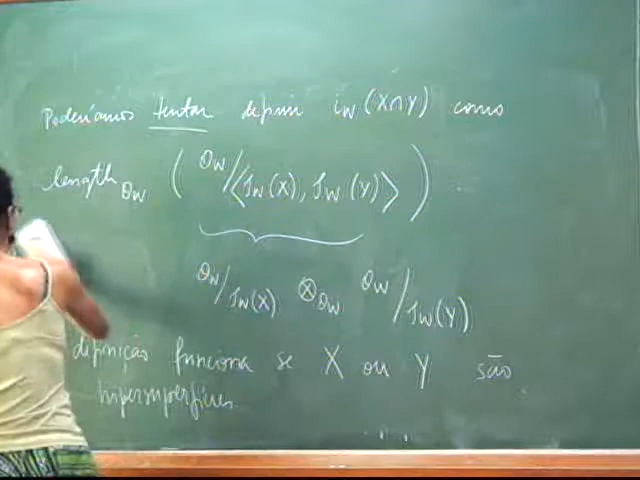 Poderíamos tentar definir i_W(X∩Y) como
length_{O_W} ( O_W/⟨I_W(X), I_W(Y)⟩ )
O_W/I_W(X) ⊗_{O_W} O_W/I_W(Y)
definição funciona se X ou Y são
hipersuperfícies.